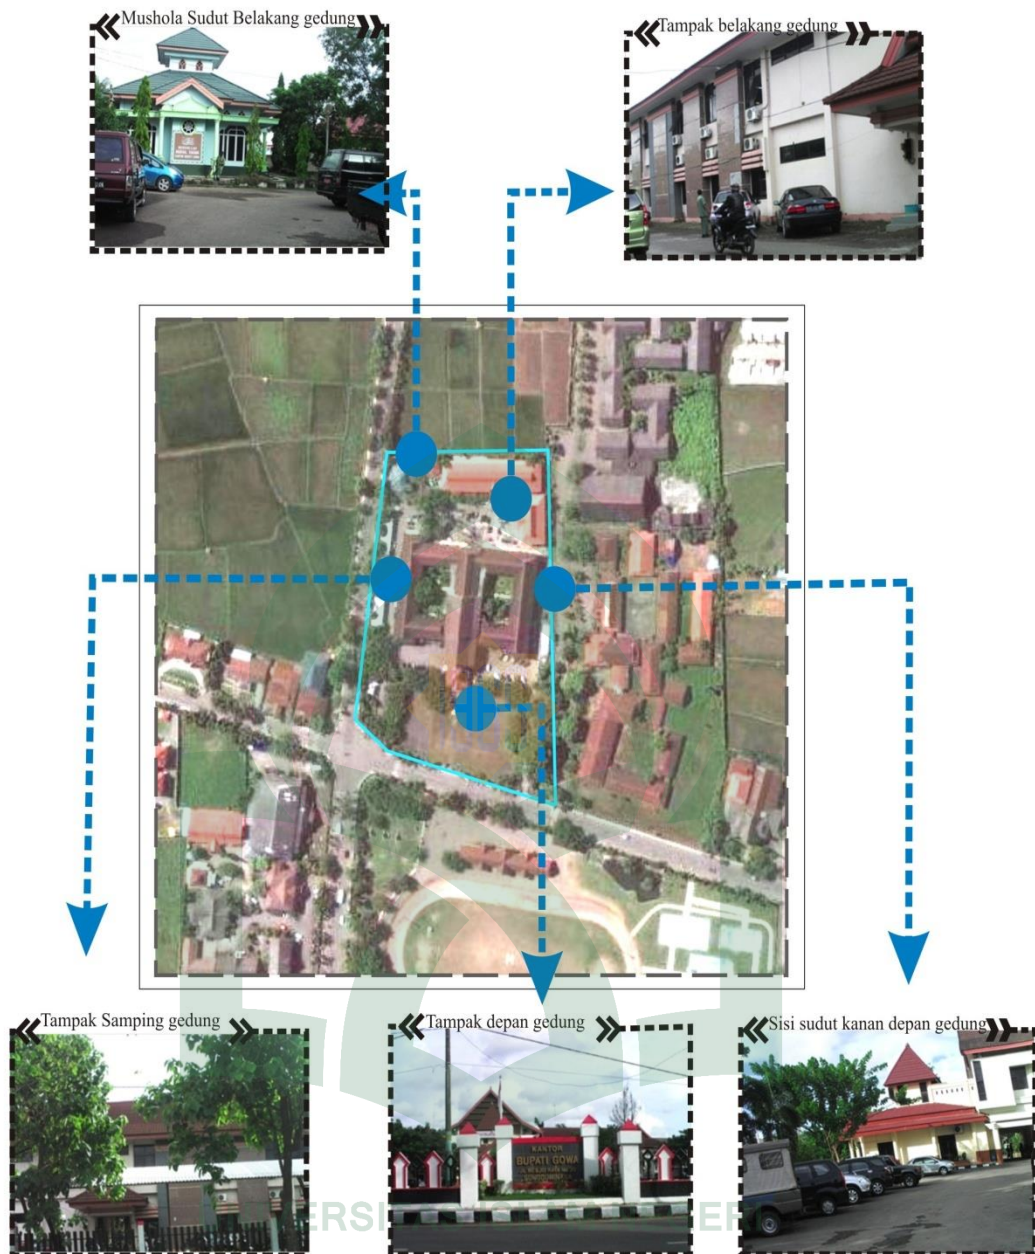 Mushola Sudut Belakang gedung
Tampak belakang gedung
Tampak Samping gedung
Tampak depan gedung
Sisi sudut kanan depan gedung
KANTOR
BUPATI GOWA